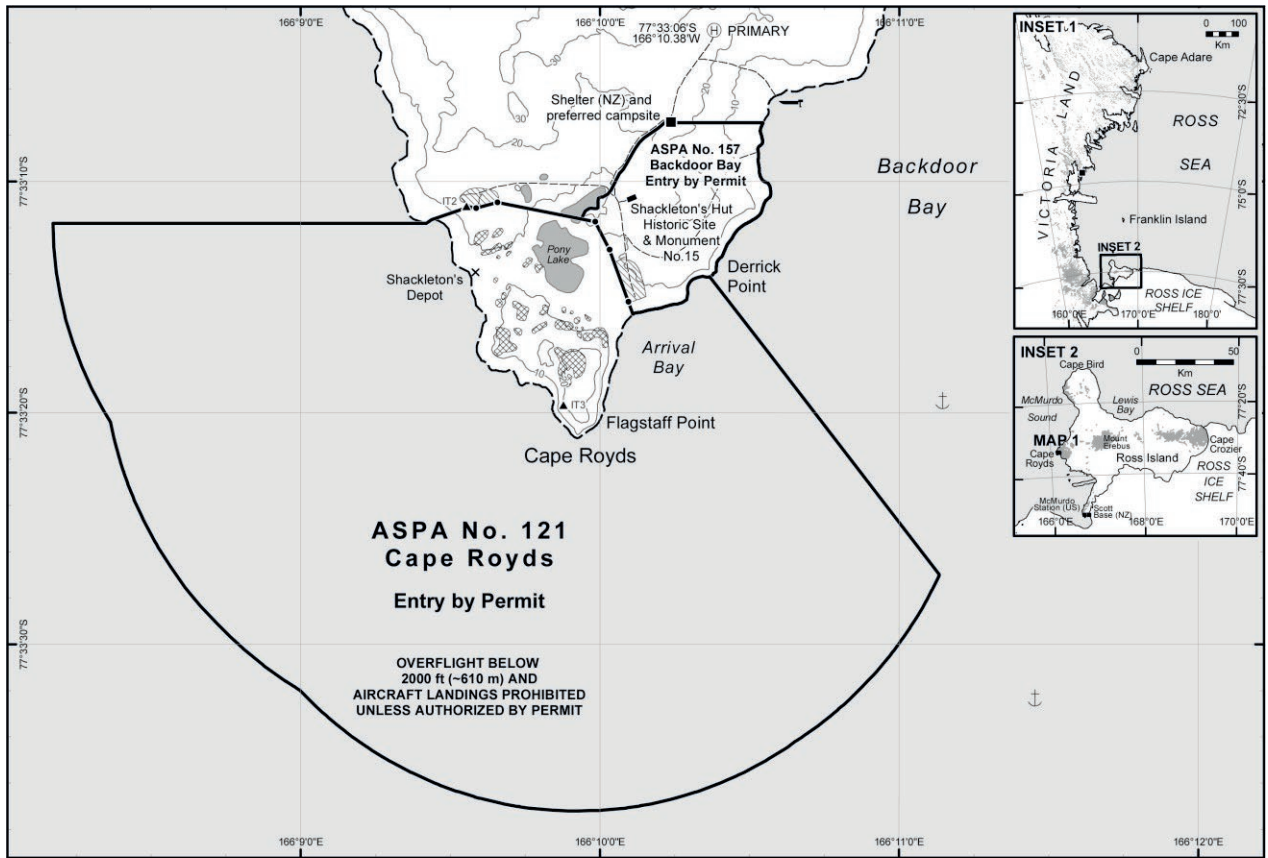 166°9'0"E
166°10'0"E
166°11'0"E
77°33'06"S
166°10.38"W
H
PRIMARY
Shelter (NZ) and
preferred campsite
ASPA No. 157
Backdoor Bay
Entry by Permit
Backdoor
Bay
Shackleton's Hut
Historic Site
& Monument
No.15
IT2
Pony
Lake
Shackleton's
Depot
Derrick
Point
Arrival
Bay
IT3
Flagstaff Point
Cape Royds
ASPA No. 121
Cape Royds
Entry by Permit
OVERFLIGHT BELOW
2000 ft (~610 m) AND
AIRCRAFT LANDINGS PROHIBITED
UNLESS AUTHORIZED BY PERMIT
30
20
30
20
10
20
10
10
77°33'10"S
77°33'20"S
77°33'30"S
166°9'0"E
166°10'0"E
166°11'0"E
166°12'0"E
INSET 1
0 100
Km
Cape Adare
VICTORIA LAND
ROSS
SEA
Franklin Island
INSET 2
ROSS ICE
SHELF
72°30'S
75°0'S
77°30'S
160°0'E
170°0'E
180°0'
INSET 2
0 50
Km
Cape Bird
ROSS SEA
McMurdo
Sound
Lewis
Bay
MAP 1
Cape
Royds
Mount
Erebus
Ross Island
Cape
Crozier
ROSS
ICE
SHELF
McMurdo
Station (US)
Scott
Base (NZ)
77°20'S
77°40'S
166°0'E
168°0'E
170°0'E